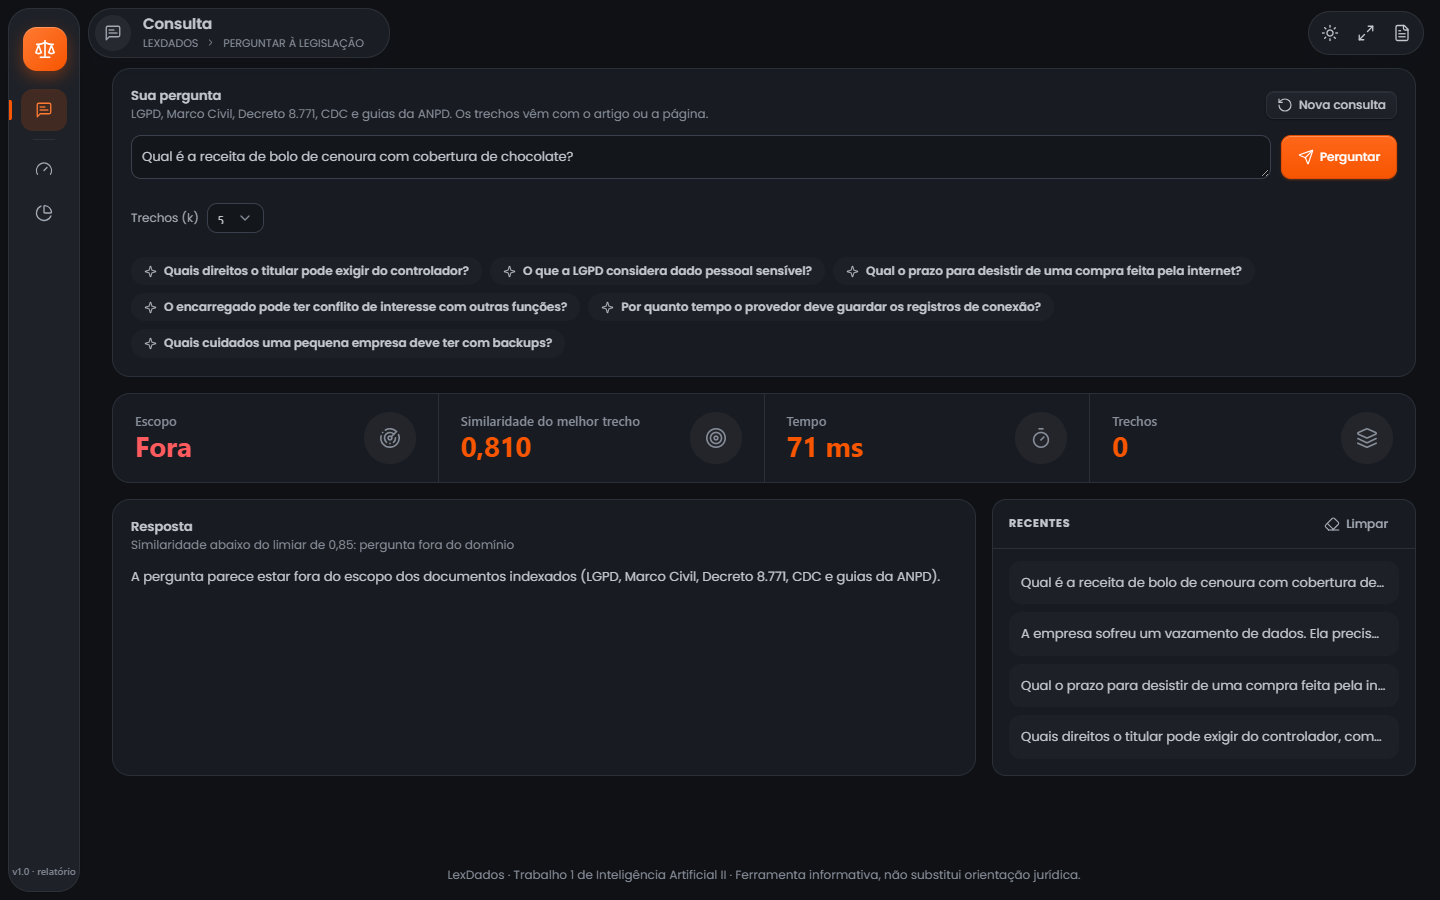 Consulta
LEXDADOS > PERGUNTAR À LEGISLAÇÃO
Sua pergunta
LGPD, Marco Civil, Decreto 8.771, CDC e guias da ANPD. Os trechos vêm com o artigo ou a página.
Nova consulta
Qual é a receita de bolo de cenoura com cobertura de chocolate?
Perguntar
Trechos (k) 5
Quais direitos o titular pode exigir do controlador?
O que a LGPD considera dado pessoal sensível?
Qual o prazo para desistir de uma compra feita pela internet?
O encarregado pode ter conflito de interesse com outras funções?
Por quanto tempo o provedor deve guardar os registros de conexão?
Quais cuidados uma pequena empresa deve ter com backups?
Escopo
Fora
Similaridade do melhor trecho
0,810
Tempo
71 ms
Trechos
0
Resposta
Similaridade abaixo do limiar de 0,85: pergunta fora do domínio
A pergunta parece estar fora do escopo dos documentos indexados (LGPD, Marco Civil, Decreto 8.771, CDC e guias da ANPD).
RECENTES
Limpar
Qual é a receita de bolo de cenoura com cobertura de...
A empresa sofreu um vazamento de dados. Ela precis...
Qual o prazo para desistir de uma compra feita pela in...
Quais direitos o titular pode exigir do controlador, com...
v1.0 · relatório
LexDados · Trabalho 1 de Inteligência Artificial II · Ferramenta informativa, não substitui orientação jurídica.